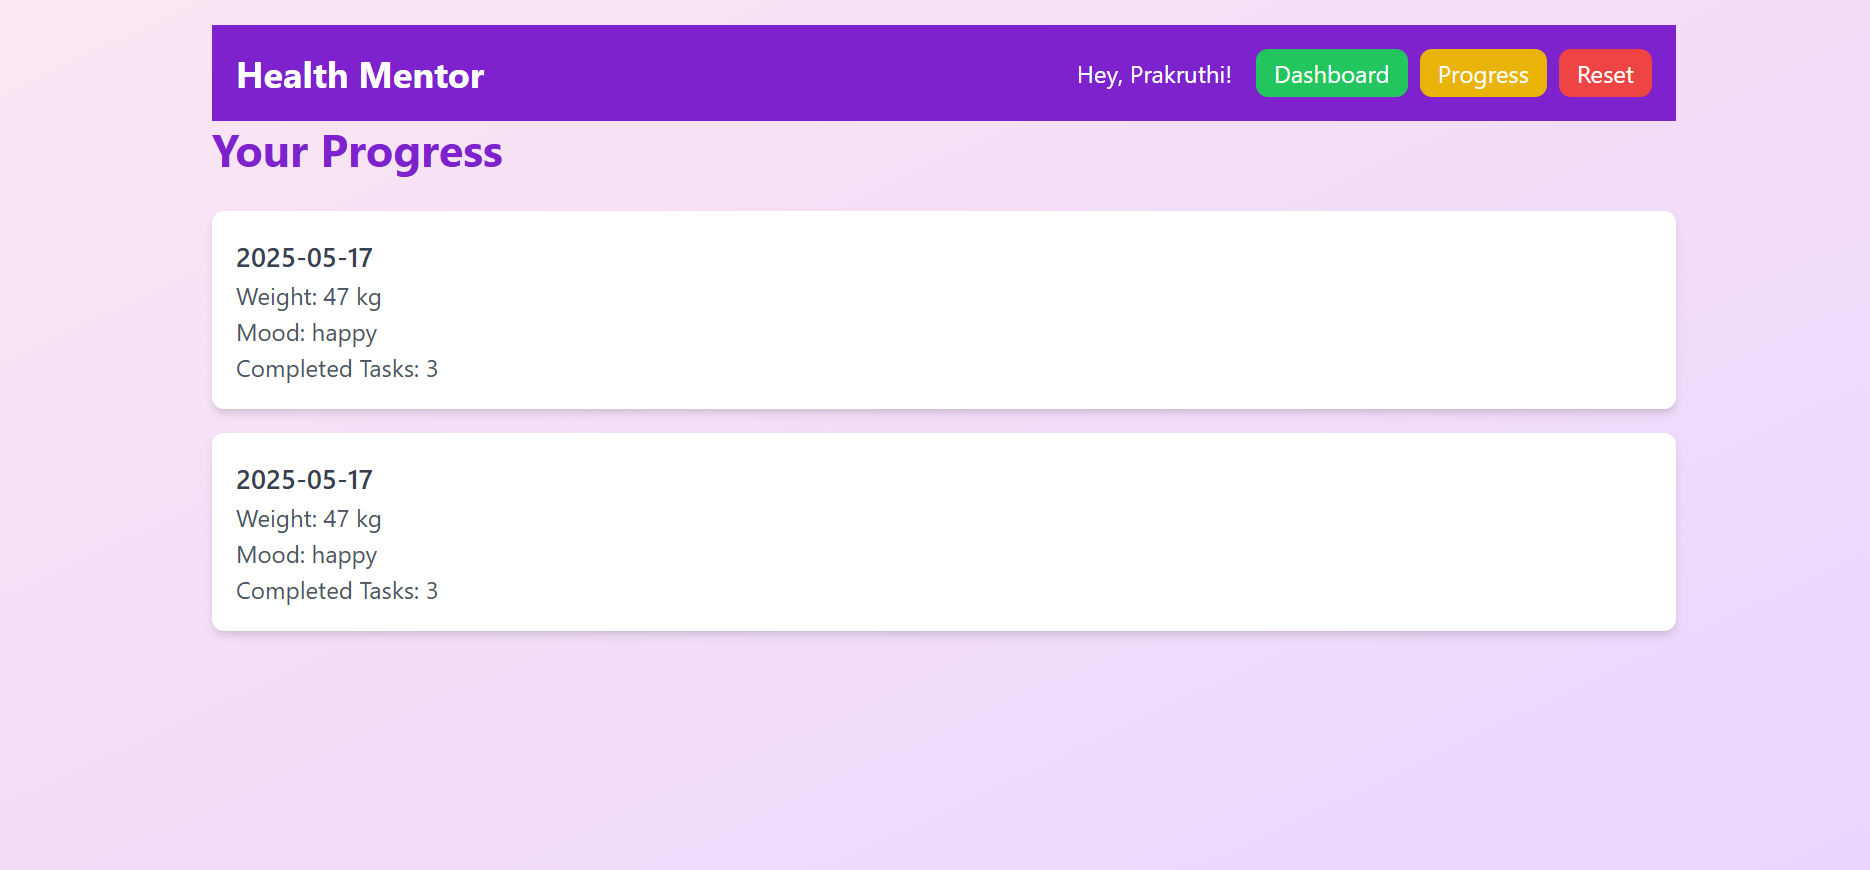 Health Mentor
Hey, Prakruthi!
Dashboard
Progress
Reset
Your Progress
2025-05-17
Weight: 47 kg
Mood: happy
Completed Tasks: 3
2025-05-17
Weight: 47 kg
Mood: happy
Completed Tasks: 3